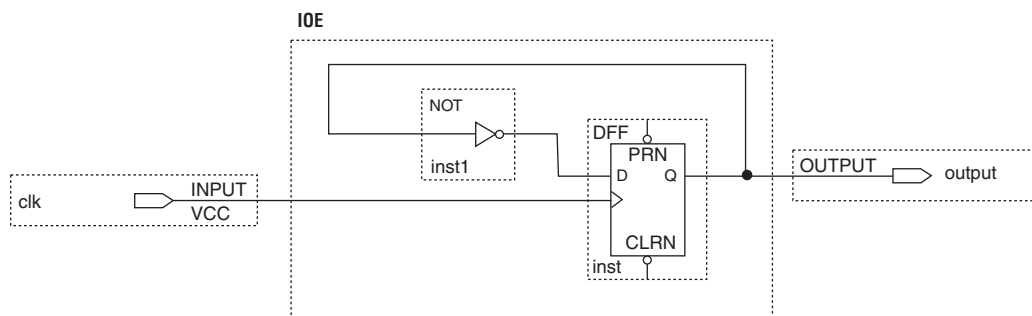 IOE
NOT
inst1
DFF
PRN
D
Q
CLRN
inst
clk
INPUT
VCC
OUTPUT
output